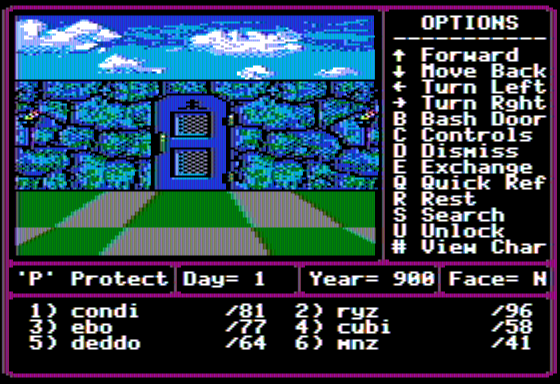 OPTIONS
------------
↑ Forward
↓ Move Back
← Turn Left
→ Turn Rght
B Bash Door
C Controls
D Dismiss
E Exchange
Q Quick Ref
R Rest
S Search
U Unlock
# View Char
'P' Protect Day= 1 Year= 900 Face= N
1) condi /81 2) ryz /96
3) ebo /77 4) cubi /58
5) deddo /64 6) mnz /41